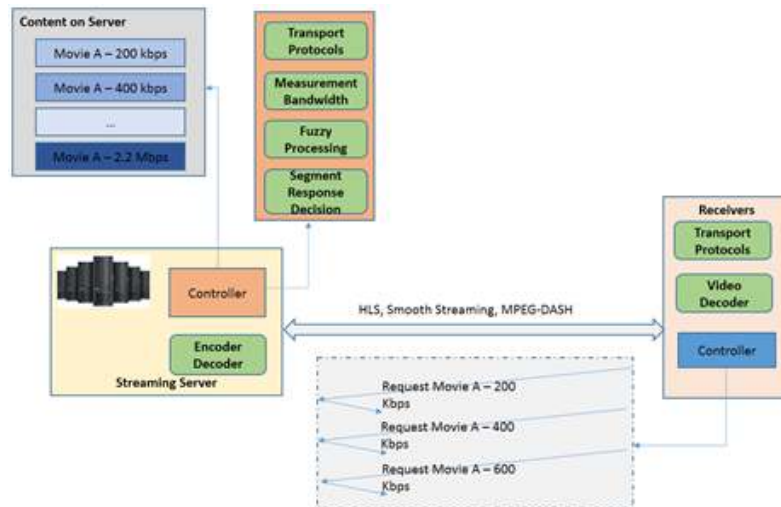 Content on Server
Movie A – 200 kbps
Movie A – 400 kbps
...
Movie A – 2.2 Mbps
Transport
Protocols
Measurement
Bandwidth
Fuzzy
Processing
Segment
Response
Decision
Controller
Encoder
Decoder
Streaming Server
HLS, Smooth Streaming, MPEG-DASH
Receivers
Transport
Protocols
Video
Decoder
Controller
Request Movie A – 200
Kbps
Request Movie A – 400
Kbps
Request Movie A – 600
Kbps